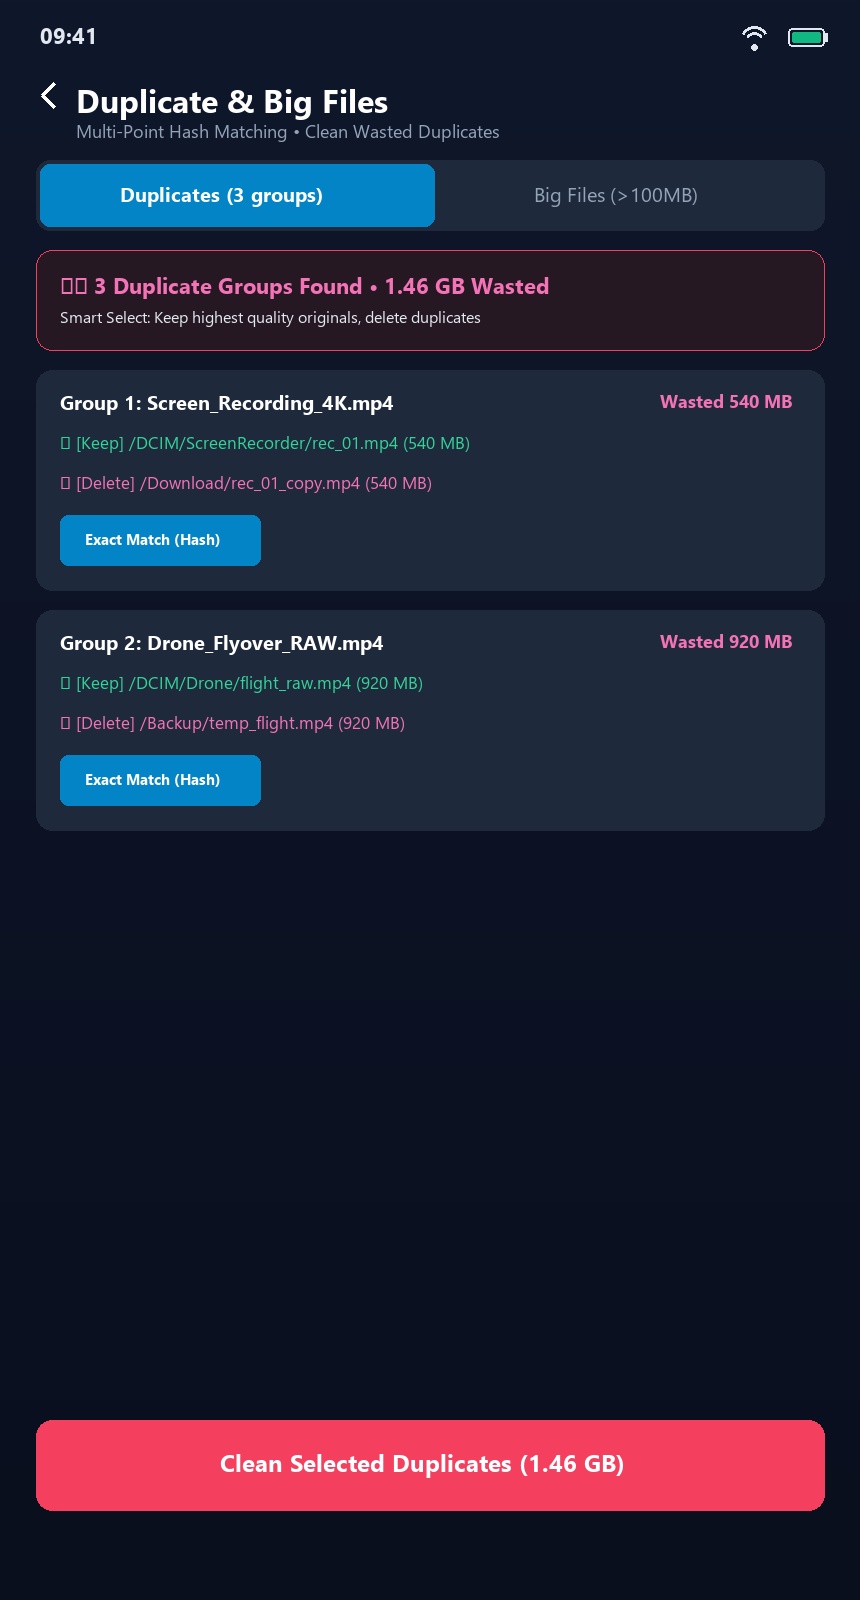 09:41
Duplicate & Big Files
Multi-Point Hash Matching • Clean Wasted Duplicates
Duplicates (3 groups)
Big Files (>100MB)
3 Duplicate Groups Found • 1.46 GB Wasted
Smart Select: Keep highest quality originals, delete duplicates
Group 1: Screen_Recording_4K.mp4
Wasted 540 MB
[Keep] /DCIM/ScreenRecorder/rec_01.mp4 (540 MB)
[Delete] /Download/rec_01_copy.mp4 (540 MB)
Exact Match (Hash)
Group 2: Drone_Flyover_RAW.mp4
Wasted 920 MB
[Keep] /DCIM/Drone/flight_raw.mp4 (920 MB)
[Delete] /Backup/temp_flight.mp4 (920 MB)
Exact Match (Hash)
Clean Selected Duplicates (1.46 GB)